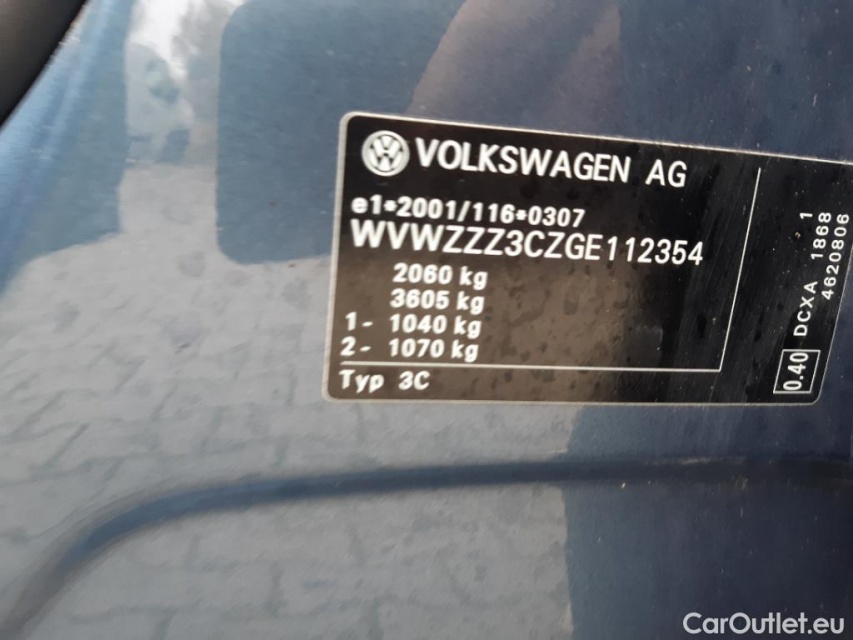 VOLKSWAGEN AG
e1*2001/116*0307
WVWZZZ3CZGE112354
2060 kg
3605 kg
1- 1040 kg
2- 1070 kg
Typ 3C
0.40 DCXA 1868 1
4620806
CarOutlet.eu